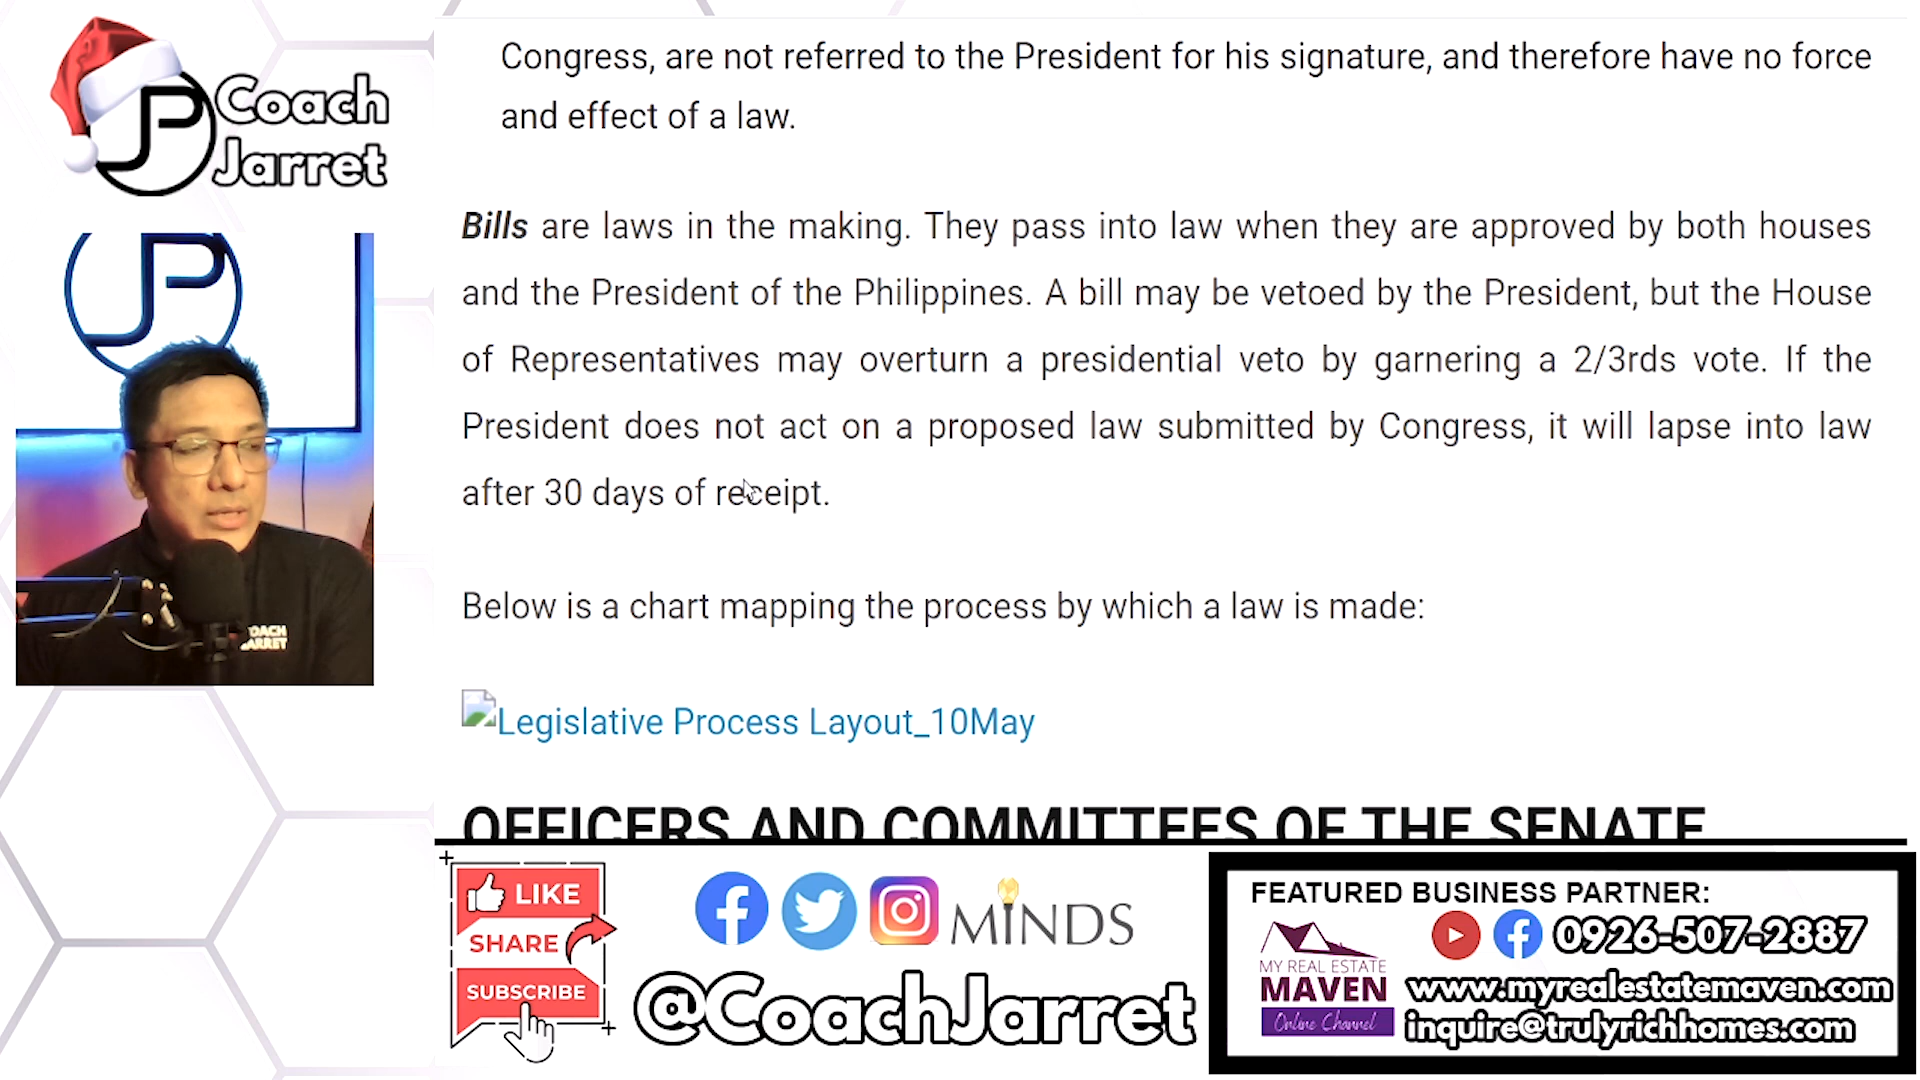 Coach
Jarret
Congress, are not referred to the President for his signature, and therefore have no force
and effect of a law.
Bills are laws in the making. They pass into law when they are approved by both houses
and the President of the Philippines. A bill may be vetoed by the President, but the House
of Representatives may overturn a presidential veto by garnering a 2/3rds vote. If the
President does not act on a proposed law submitted by Congress, it will lapse into law
after 30 days of receipt.
Below is a chart mapping the process by which a law is made:
Legislative Process Layout_10May
OFFICERS AND COMMITTEES OF THE SENATE
LIKE
SHARE
SUBSCRIBE
MINDS
@CoachJarret
FEATURED BUSINESS PARTNER:
0926-507-2887
MY REAL ESTATE
MAVEN
Online Channel
www.myrealestatemaven.com
inquire@trulyrichhomes.com